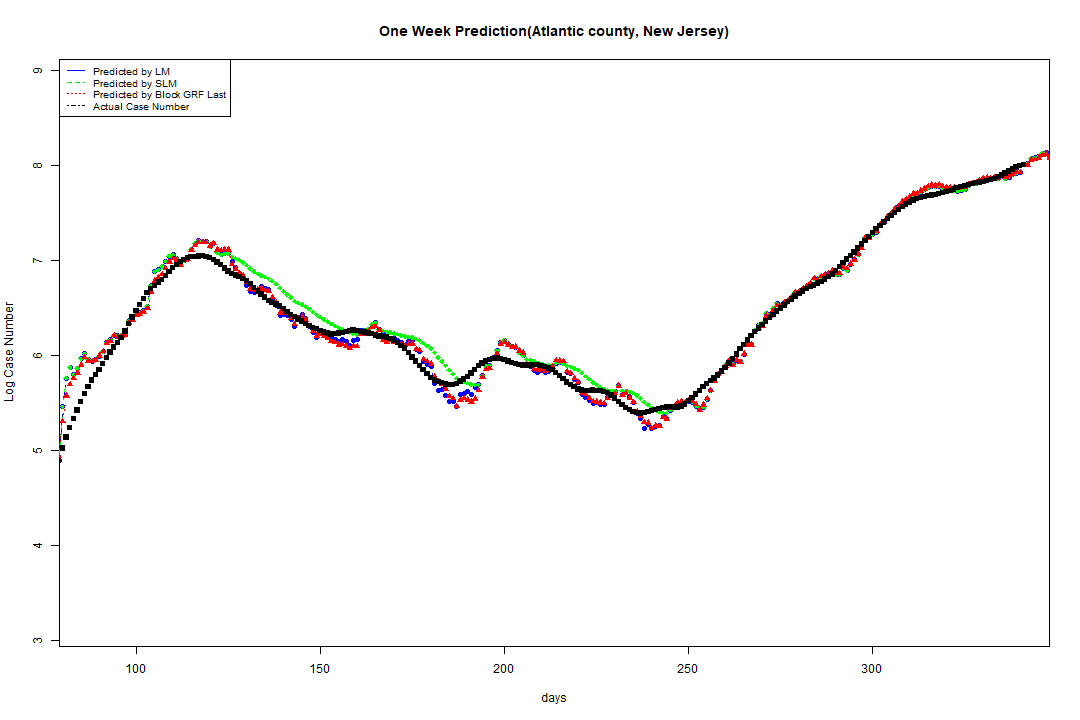 One Week Prediction(Atlantic county, New Jersey)
Predicted by LM
Predicted by SLM
Predicted by Block GRF Last
Actual Case Number
9
8
7
6
5
4
3
Log Case Number
100 150 200 250 300
days